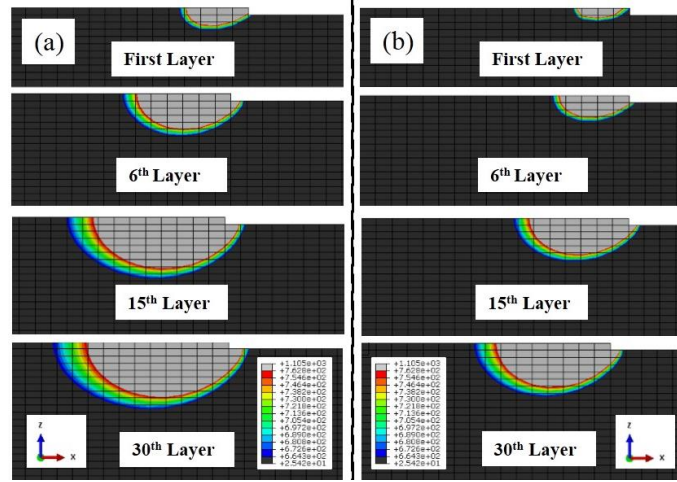 (a)
First Layer
6th Layer
15th Layer
30th Layer
+1.105e+03
+7.628e+02
+7.546e+02
+7.464e+02
+7.382e+02
+7.300e+02
+7.218e+02
+7.136e+02
+7.054e+02
+6.972e+02
+6.890e+02
+6.808e+02
+6.726e+02
+6.643e+02
+2.542e+01
z
x
(b)
First Layer
6th Layer
15th Layer
30th Layer
+1.105e+03
+7.628e+02
+7.546e+02
+7.464e+02
+7.382e+02
+7.300e+02
+7.218e+02
+7.136e+02
+7.054e+02
+6.972e+02
+6.890e+02
+6.808e+02
+6.726e+02
+6.643e+02
+2.542e+01
z
x